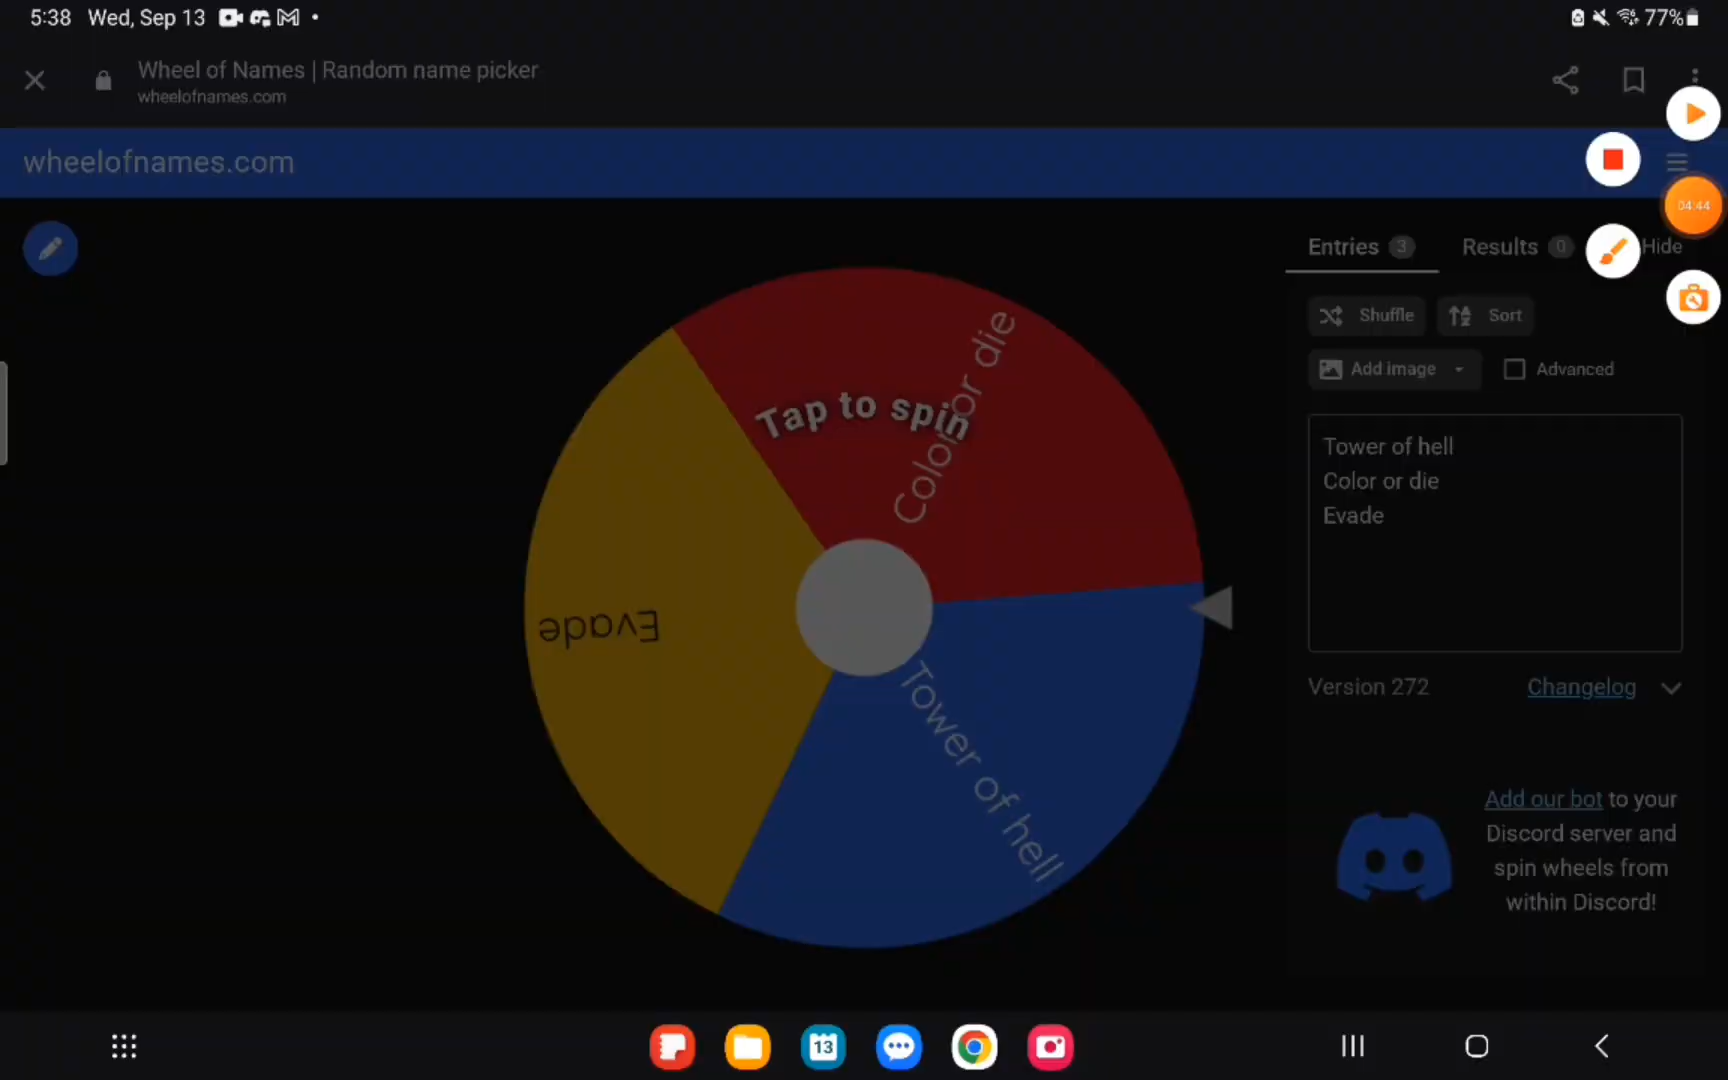 5:38 Wed, Sep 13
77%
Wheel of Names | Random name picker
wheelofnames.com
wheelofnames.com
04:44
Entries 3 Results 0 Hide
Shuffle Sort
Add image Advanced
Tap to spin
Color or die
Evade
Tower of hell
Tower of hell
Color or die
Evade
Version 272 Changelog
Add our bot to your
Discord server and
spin wheels from
within Discord!
13